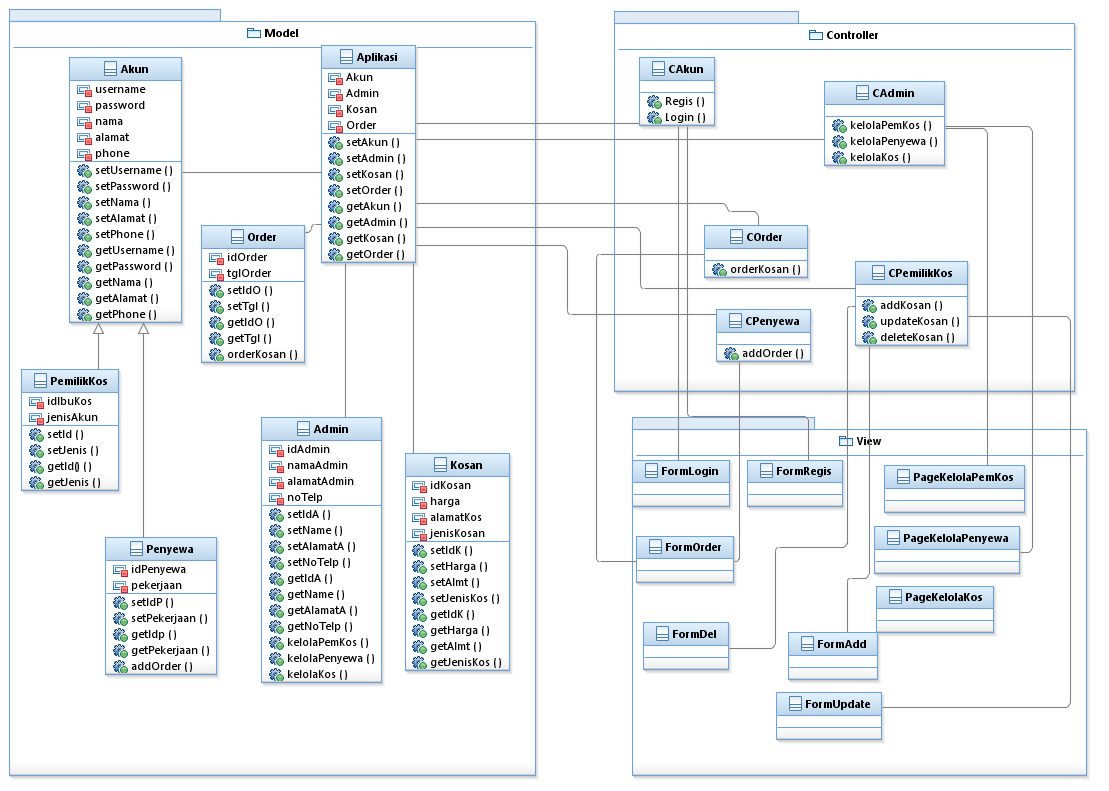 Model
Akun
username
password
nama
alamat
phone
setUsername ()
setPassword ()
setNama ()
setAlamat ()
setPhone ()
getUsername ()
getPassword ()
getNama ()
getAlamat ()
getPhone ()
Aplikasi
Akun
Admin
Kosan
Order
setAkun ()
setAdmin ()
setKosan ()
setOrder ()
getAkun ()
getAdmin ()
getKosan ()
getOrder ()
Order
idOrder
tglOrder
setIdO ()
setTgl ()
getIdO ()
getTgl ()
orderKosan ()
PemilikKos
idIbuKos
jenisAkun
setId ()
setJenis ()
getId() ()
getJenis ()
Penyewa
idPenyewa
pekerjaan
setIdP ()
setPekerjaan ()
getIdp ()
getPekerjaan ()
addOrder ()
Admin
idAdmin
namaAdmin
alamatAdmin
noTelp
setIdA ()
setName ()
setAlamatA ()
setNoTelp ()
getIdA ()
getName ()
getAlamatA ()
getNoTelp ()
kelolaPemKos ()
kelolaPenyewa ()
kelolaKos ()
Kosan
idKosan
harga
alamatKos
jenisKosan
setIdK ()
setHarga ()
setAlmt ()
setJenisKos ()
getIdK ()
getHarga ()
getAlmt ()
getJenisKos ()
Controller
CAkun
Regis ()
Login ()
CAdmin
kelolaPemKos ()
kelolaPenyewa ()
kelolaKos ()
COrder
orderKosan ()
CPemilikKos
addKosan ()
updateKosan ()
deleteKosan ()
CPenyewa
addOrder ()
View
FormLogin
FormRegis
PageKelolaPemKos
FormOrder
PageKelolaPenyewa
PageKelolaKos
FormDel
FormAdd
FormUpdate